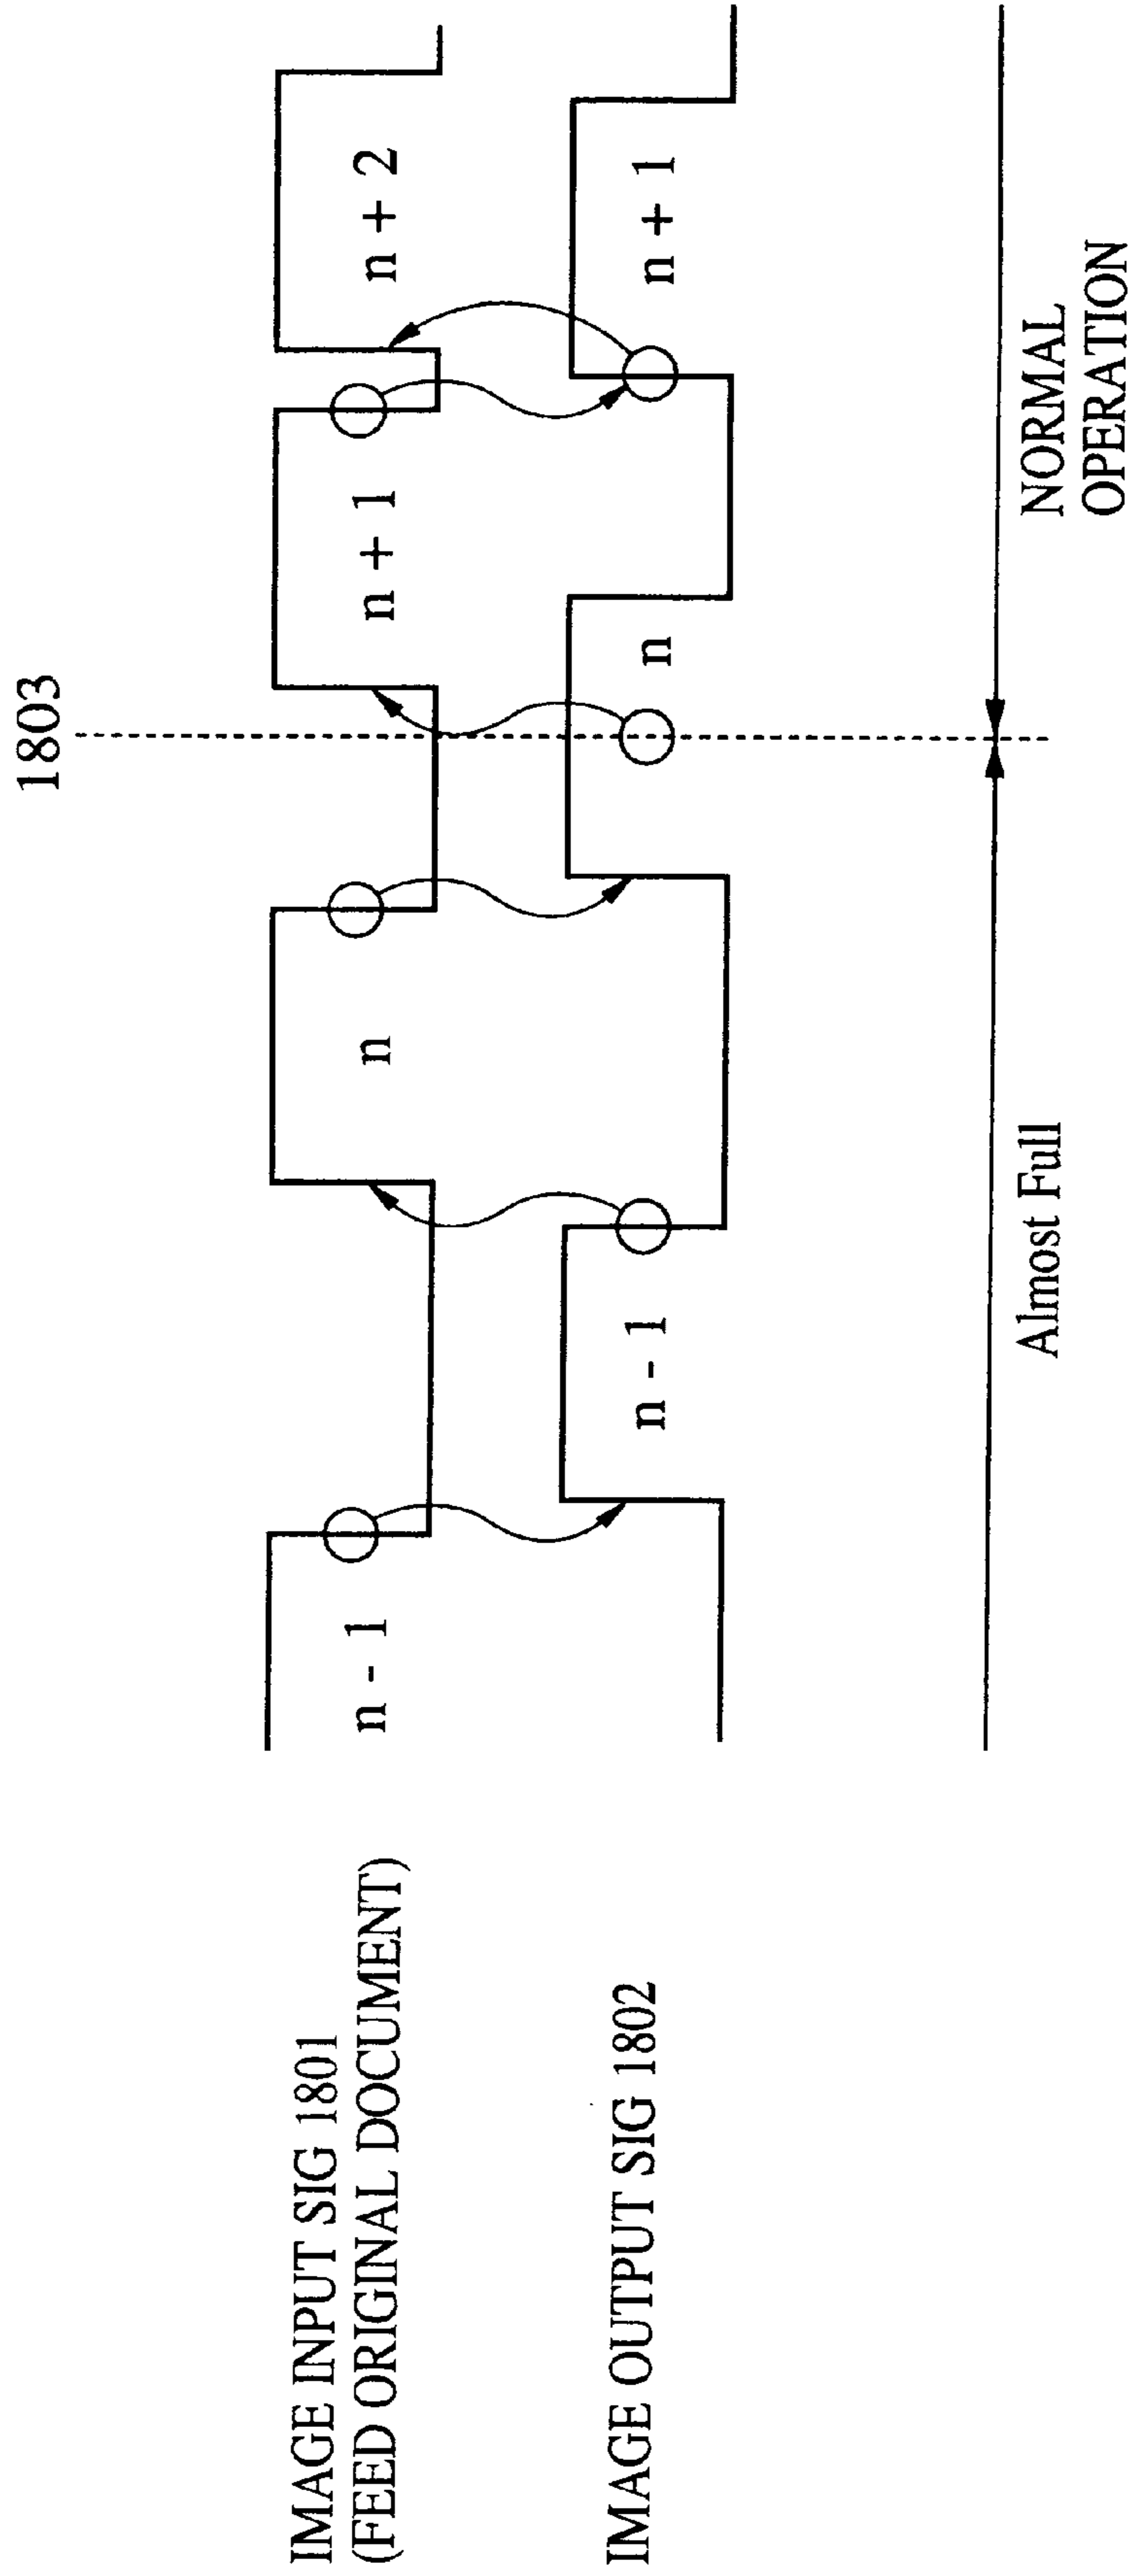 1803
IMAGE INPUT SIG 1801
(FEED ORIGINAL DOCUMENT)
n - 1
n
n + 1
n + 2
IMAGE OUTPUT SIG 1802
n - 1
n
n + 1
Almost Full
NORMAL
OPERATION